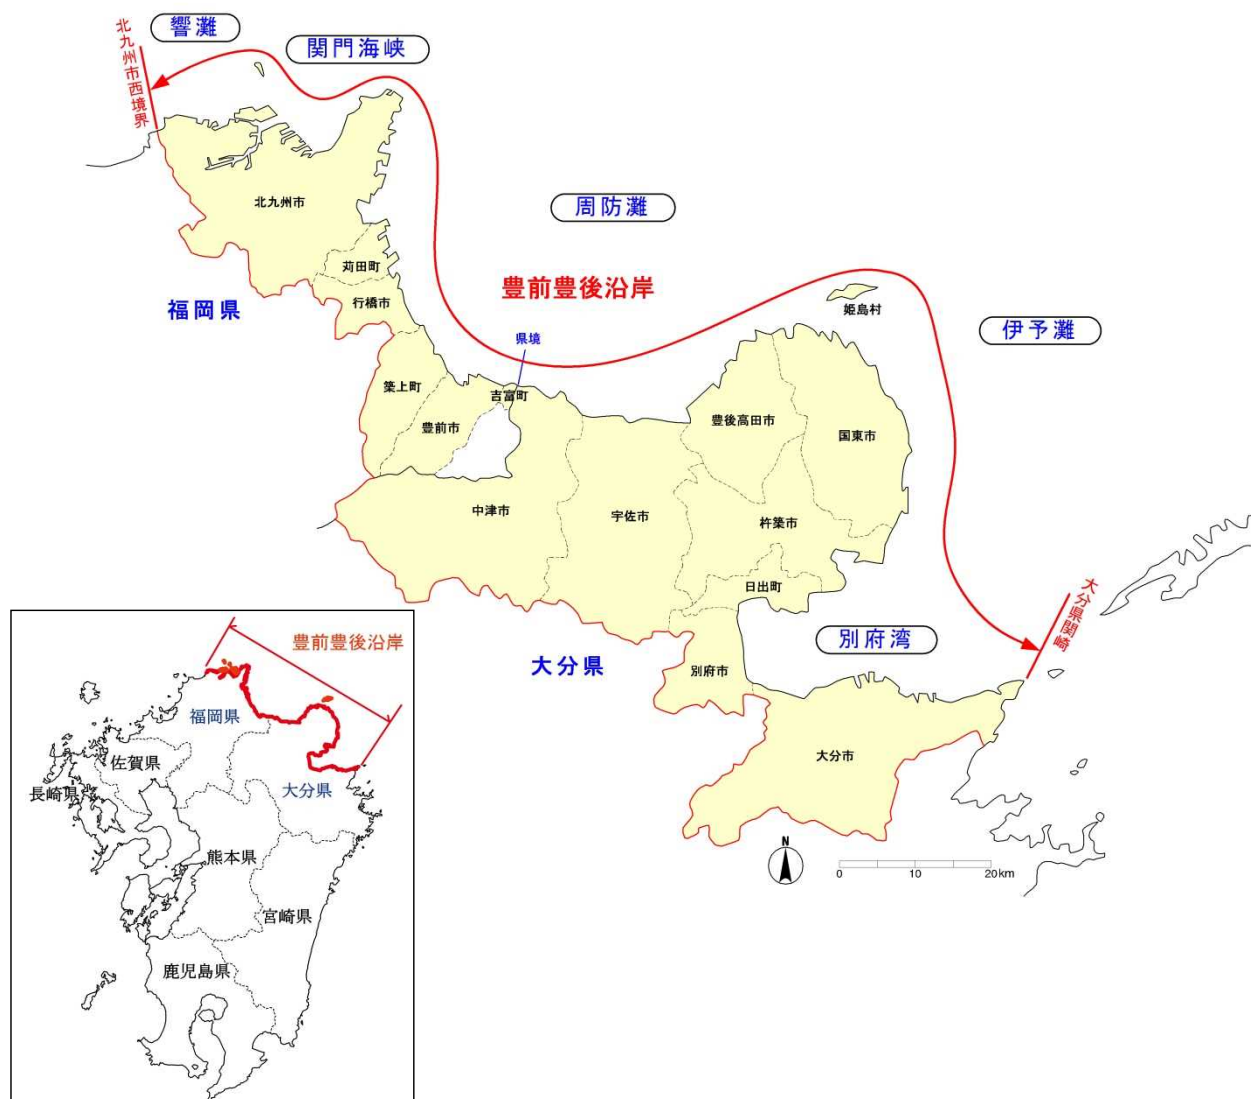 響灘
関門海峡
北九州市西境界
周防灘
北九州市
苅田町
豊前豊後沿岸
姫島村
福岡県
行橋市
伊予灘
県境
築上町
吉富町
豊前市
豊後高田市
国東市
中津市
宇佐市
杵築市
日出町
大分県関崎
別府湾
大分県
別府市
大分市
N
0
10
20km
豊前豊後沿岸
福岡県
佐賀県
長崎県
大分県
熊本県
宮崎県
鹿児島県